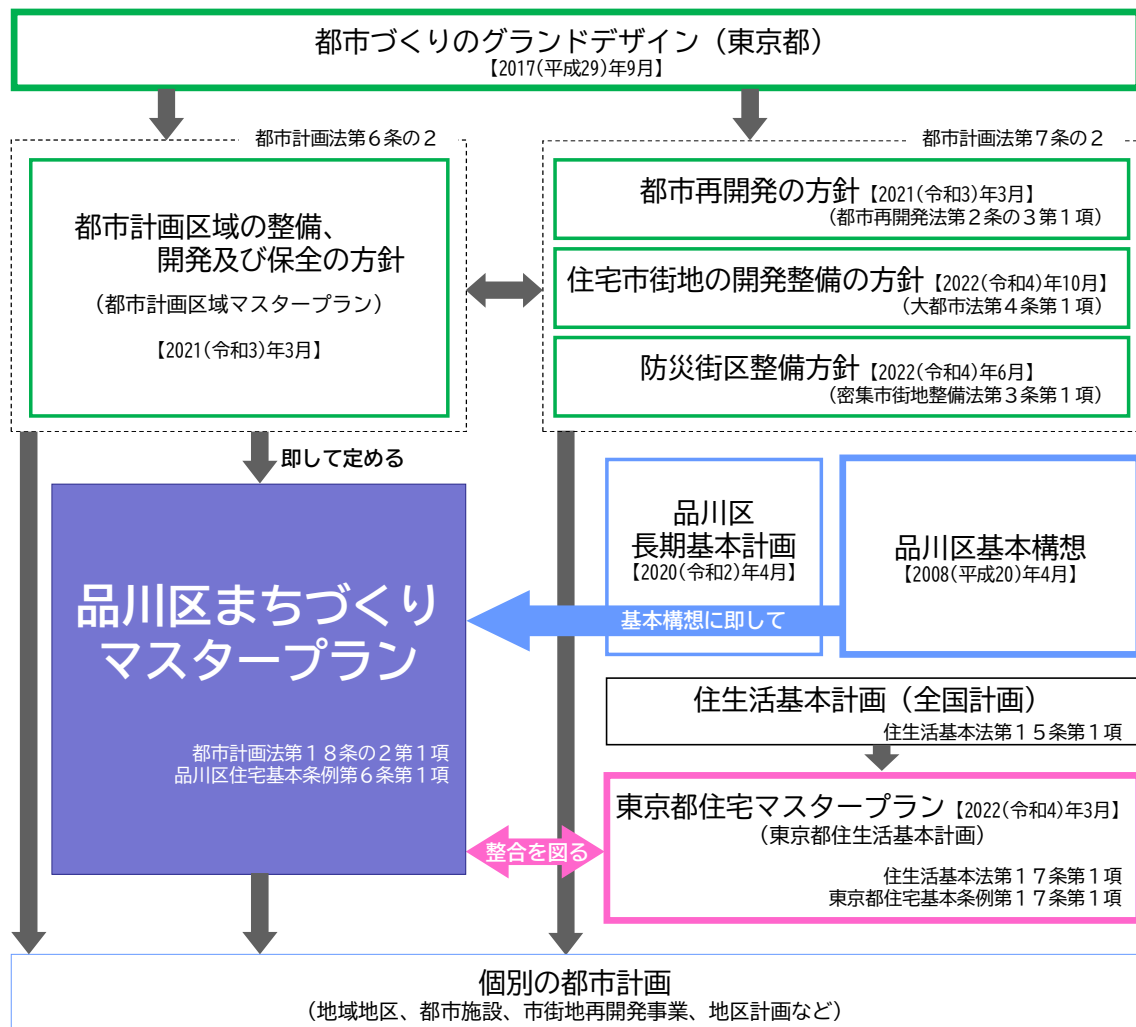 都市づくりのグランドデザイン（東京都）
【2017(平成29)年9月】
都市計画法第６条の２
都市計画区域の整備、
開発及び保全の方針
（都市計画区域マスタープラン）
【2021(令和3)年3月】
都市計画法第７条の２
都市再開発の方針【2021(令和3)年3月】
（都市再開発法第２条の３第１項）
住宅市街地の開発整備の方針【2022(令和4)年10月】
（大都市法第４条第１項）
防災街区整備方針【2022(令和4)年6月】
（密集市街地整備法第３条第１項）
即して定める
品川区まちづくり
マスタープラン
都市計画法第１８条の２第１項
品川区住宅基本条例第６条第１項
品川区
長期基本計画
【2020(令和2)年4月】
品川区基本構想
【2008(平成20)年4月】
基本構想に即して
住生活基本計画（全国計画）
住生活基本法第１５条第１項
東京都住宅マスタープラン【2022(令和4)年3月】
（東京都住生活基本計画）
住生活基本法第１７条第１項
東京都住宅基本条例第１７条第１項
整合を図る
個別の都市計画
（地域地区、都市施設、市街地再開発事業、地区計画など）